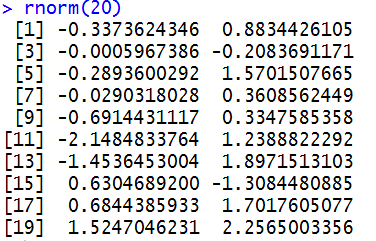 > rnorm(20)
[1] -0.3373624346 0.8834426105
[3] -0.0005967386 -0.2083691171
[5] -0.2893600292 1.5701507665
[7] -0.0290318028 0.3608562449
[9] -0.6914431117 0.3347585358
[11] -2.1484833764 1.2388822292
[13] -1.4536453004 1.8971513103
[15] 0.6304689200 -1.3084480885
[17] 0.6844385933 1.7017605077
[19] 1.5247046231 2.2565003356